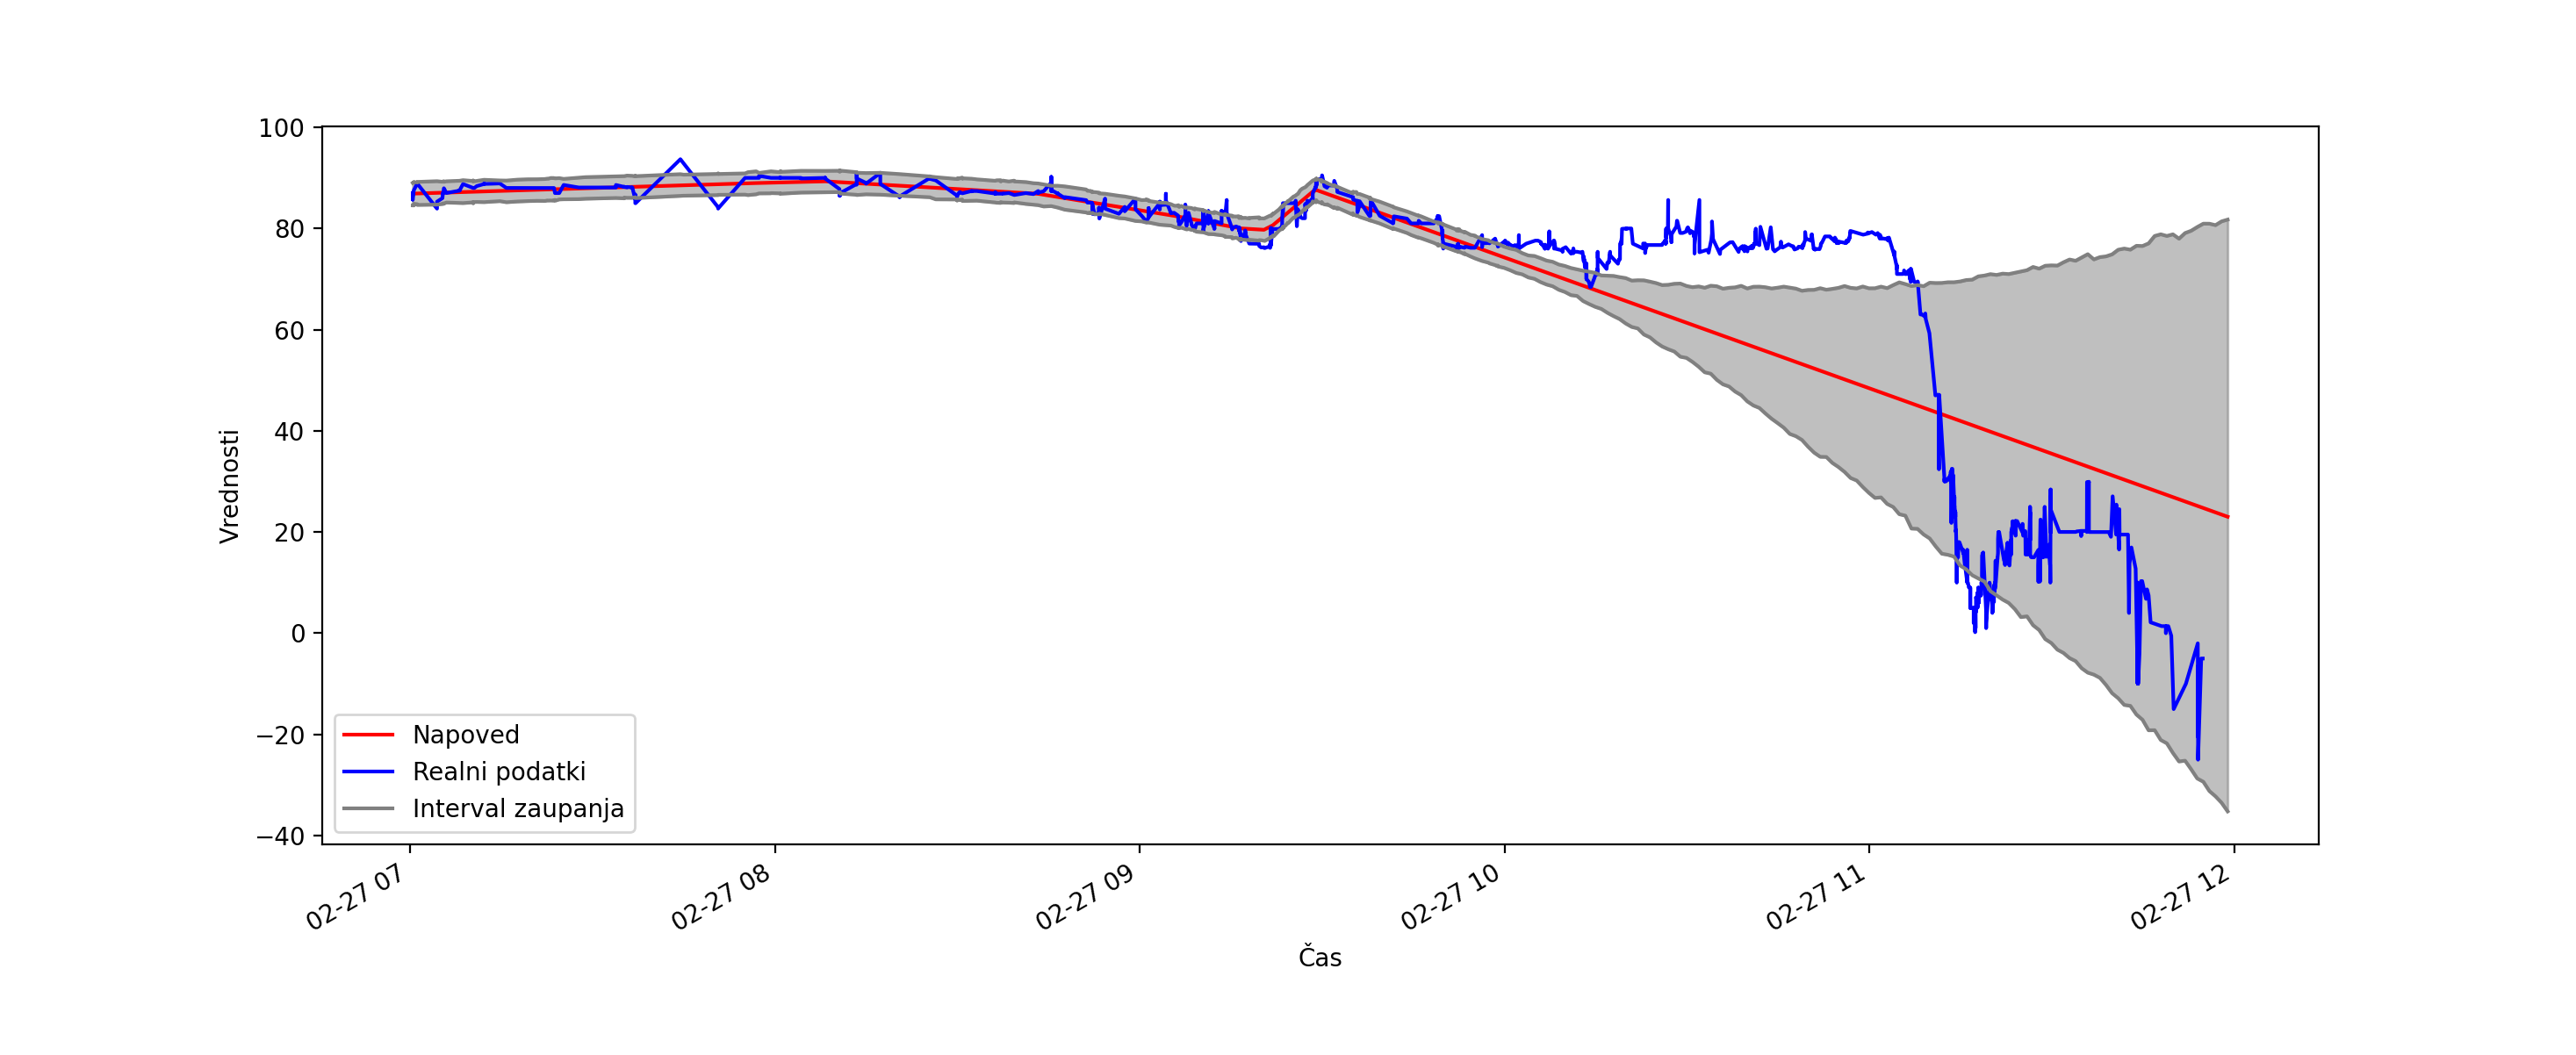 100
80
60
40
20
0
−20
−40
Vrednosti
Napoved
Realni podatki
Interval zaupanja
02-27 07
02-27 08
02-27 09
02-27 10
02-27 11
02-27 12
Čas